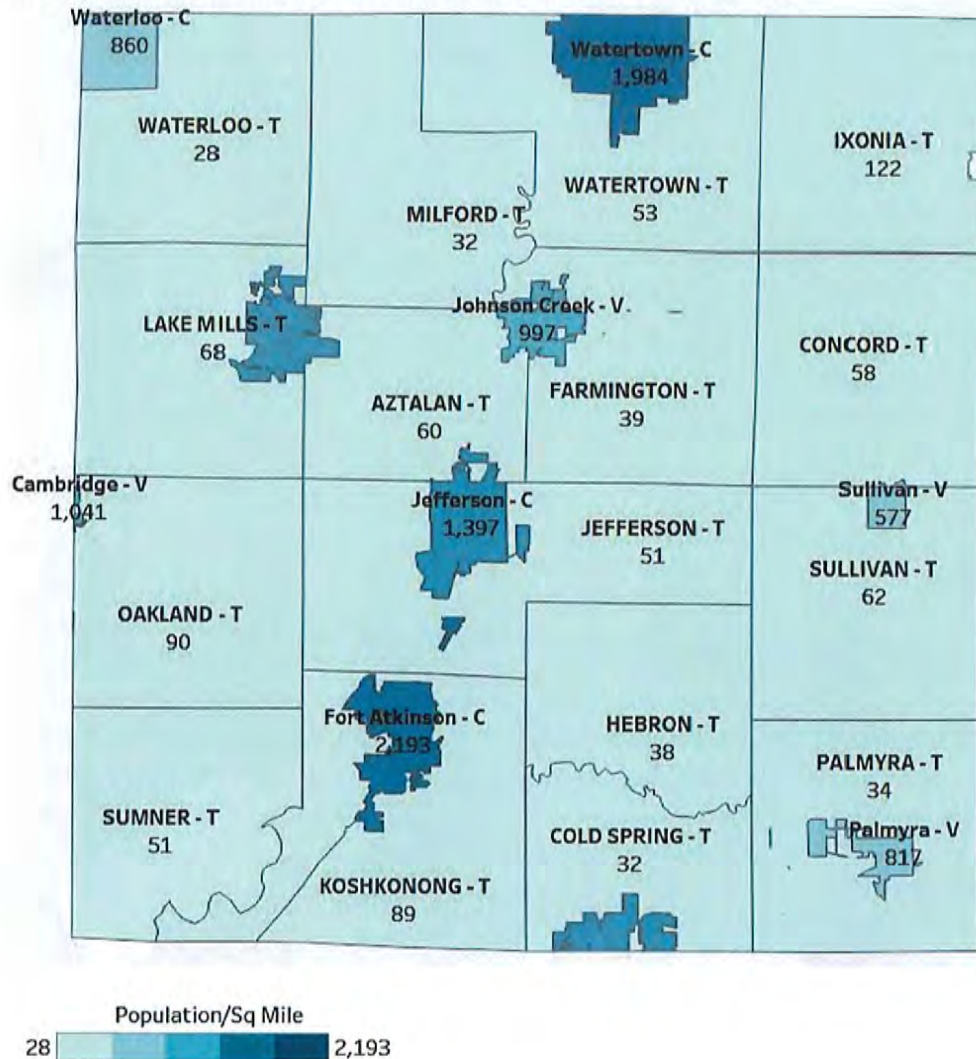 Waterloo - C
860
Watertown - C
1,984
WATERLOO - T
28
IXONIA - T
122
WATERTOWN - T
53
MILFORD - T
32
Johnson Creek - V
997
LAKE MILLS - T
68
CONCORD - T
58
AZTALAN - T
60
FARMINGTON - T
39
Cambridge - V
1,041
Jefferson - C
1,397
Sullivan - V
577
JEFFERSON - T
51
SULLIVAN - T
62
OAKLAND - T
90
Fort Atkinson - C
2,193
HEBRON - T
38
PALMYRA - T
34
SUMNER - T
51
COLD SPRING - T
32
Palmyra - V
817
KOSHKONONG - T
89
Population/Sq Mile
28 2,193